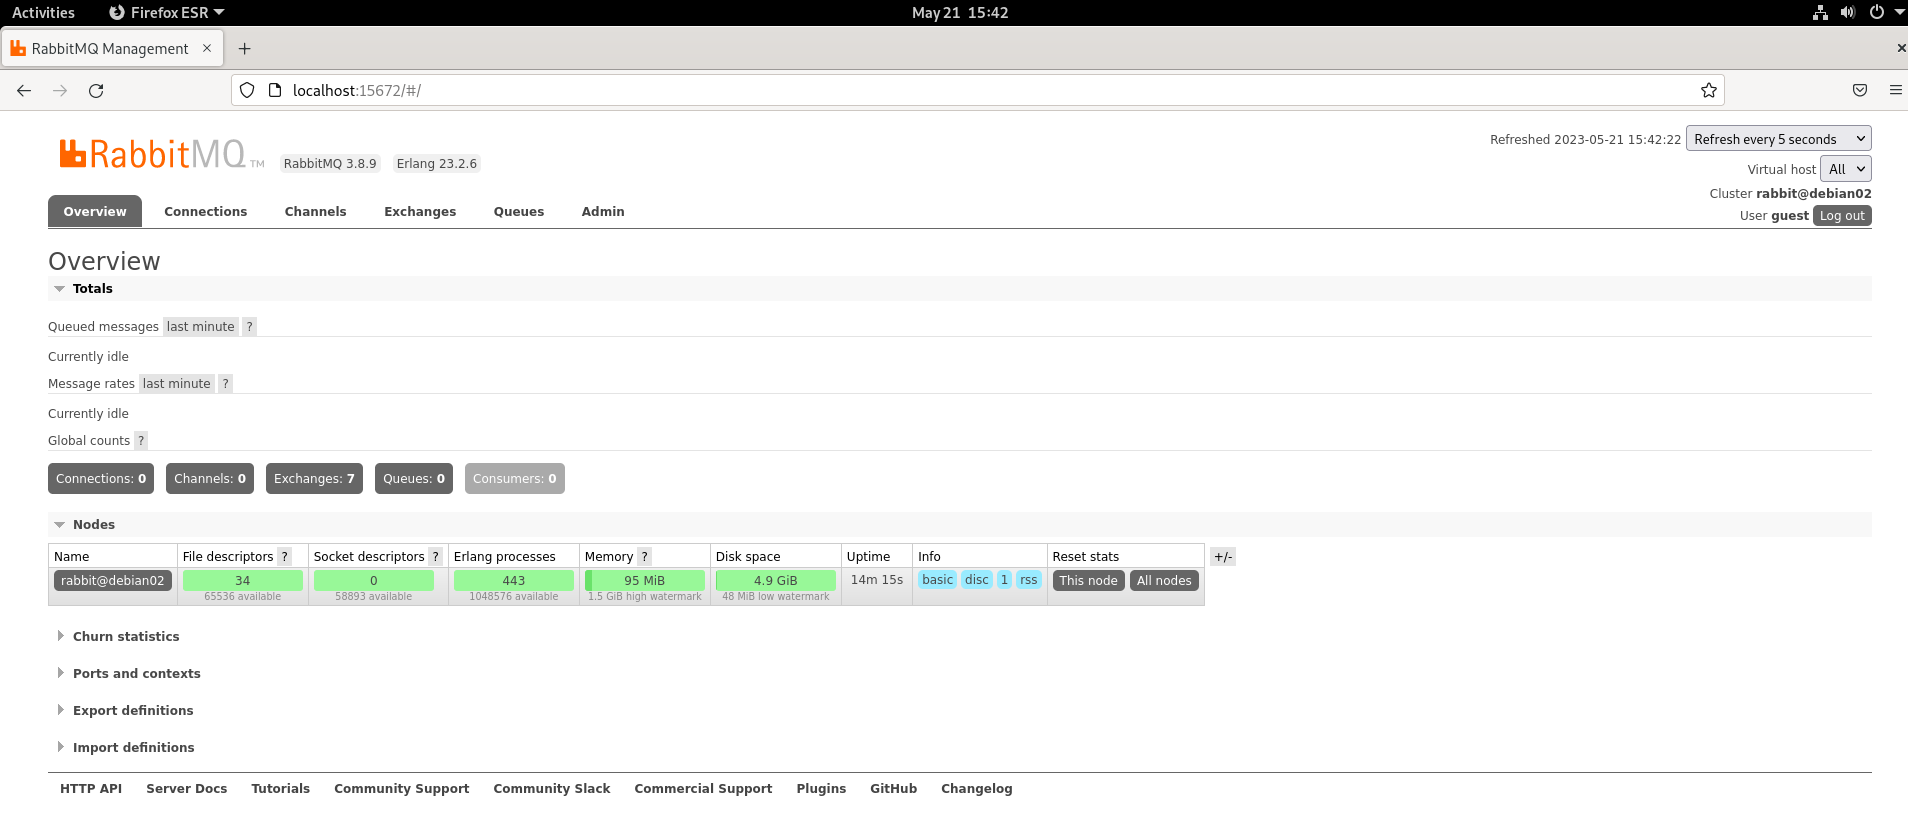 Activities Firefox ESR May 21 15:42
RabbitMQ Management × +
localhost:15672/#/
RabbitMQ TM RabbitMQ 3.8.9 Erlang 23.2.6
Refreshed 2023-05-21 15:42:22 Refresh every 5 seconds
Virtual host All
Cluster rabbit@debian02
User guest Log out
Overview Connections Channels Exchanges Queues Admin
Overview
Totals
Queued messages last minute ?
Currently idle
Message rates last minute ?
Currently idle
Global counts ?
Connections: 0 Channels: 0 Exchanges: 7 Queues: 0 Consumers: 0
Nodes
Name File descriptors ? Socket descriptors ? Erlang processes Memory ? Disk space Uptime Info Reset stats +/-
rabbit@debian02 34 0 443 95 MiB 4.9 GiB 14m 15s basic disc 1 rss This node All nodes
65536 available 58893 available 1048576 available 1.5 GiB high watermark 48 MiB low watermark
Churn statistics
Ports and contexts
Export definitions
Import definitions
HTTP API Server Docs Tutorials Community Support Community Slack Commercial Support Plugins GitHub Changelog